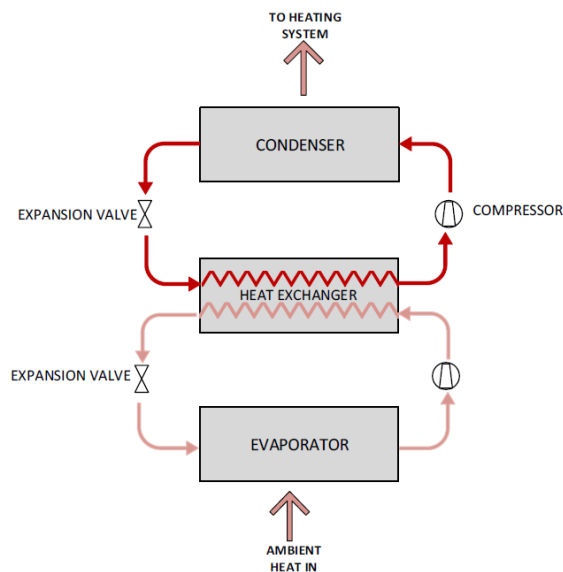 TO HEATING
SYSTEM
CONDENSER
EXPANSION VALVE
COMPRESSOR
HEAT EXCHANGER
EXPANSION VALVE
EVAPORATOR
AMBIENT
HEAT IN